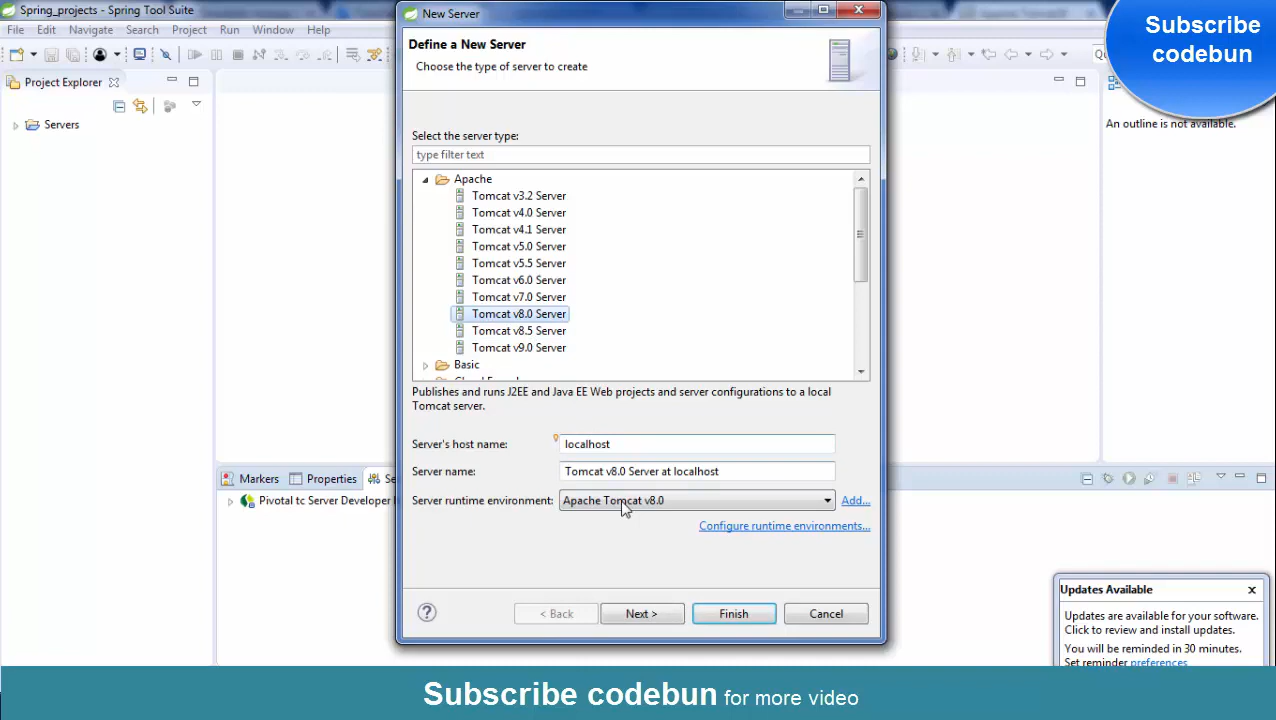 Spring_projects - Spring Tool Suite
File Edit Navigate Search Project Run Window Help
Project Explorer
Servers
New Server
Define a New Server
Choose the type of server to create
Select the server type:
type filter text
Apache
Tomcat v3.2 Server
Tomcat v4.0 Server
Tomcat v4.1 Server
Tomcat v5.0 Server
Tomcat v5.5 Server
Tomcat v6.0 Server
Tomcat v7.0 Server
Tomcat v8.0 Server
Tomcat v8.5 Server
Tomcat v9.0 Server
Basic
Publishes and runs J2EE and Java EE Web projects and server configurations to a local
Tomcat server.
Server's host name: localhost
Server name: Tomcat v8.0 Server at localhost
Server runtime environment: Apache Tomcat v8.0 Add...
Configure runtime environments...
< Back Next > Finish Cancel
Subscribe
codebun
An outline is not available.
Markers Properties Se
Pivotal tc Server Developer
Updates Available
Updates are available for your software.
Click to review and install updates.
You will be reminded in 30 minutes.
Set reminder preferences
Subscribe codebun for more video